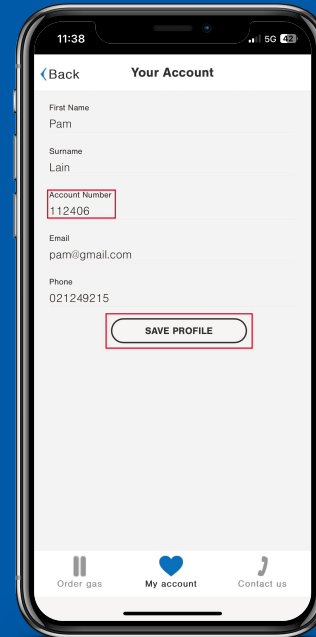 11:38
5G 42
Back
Your Account
First Name
Pam
Surname
Lain
Account Number
112406
Email
pam@gmail.com
Phone
021249215
SAVE PROFILE
Order gas
My account
Contact us